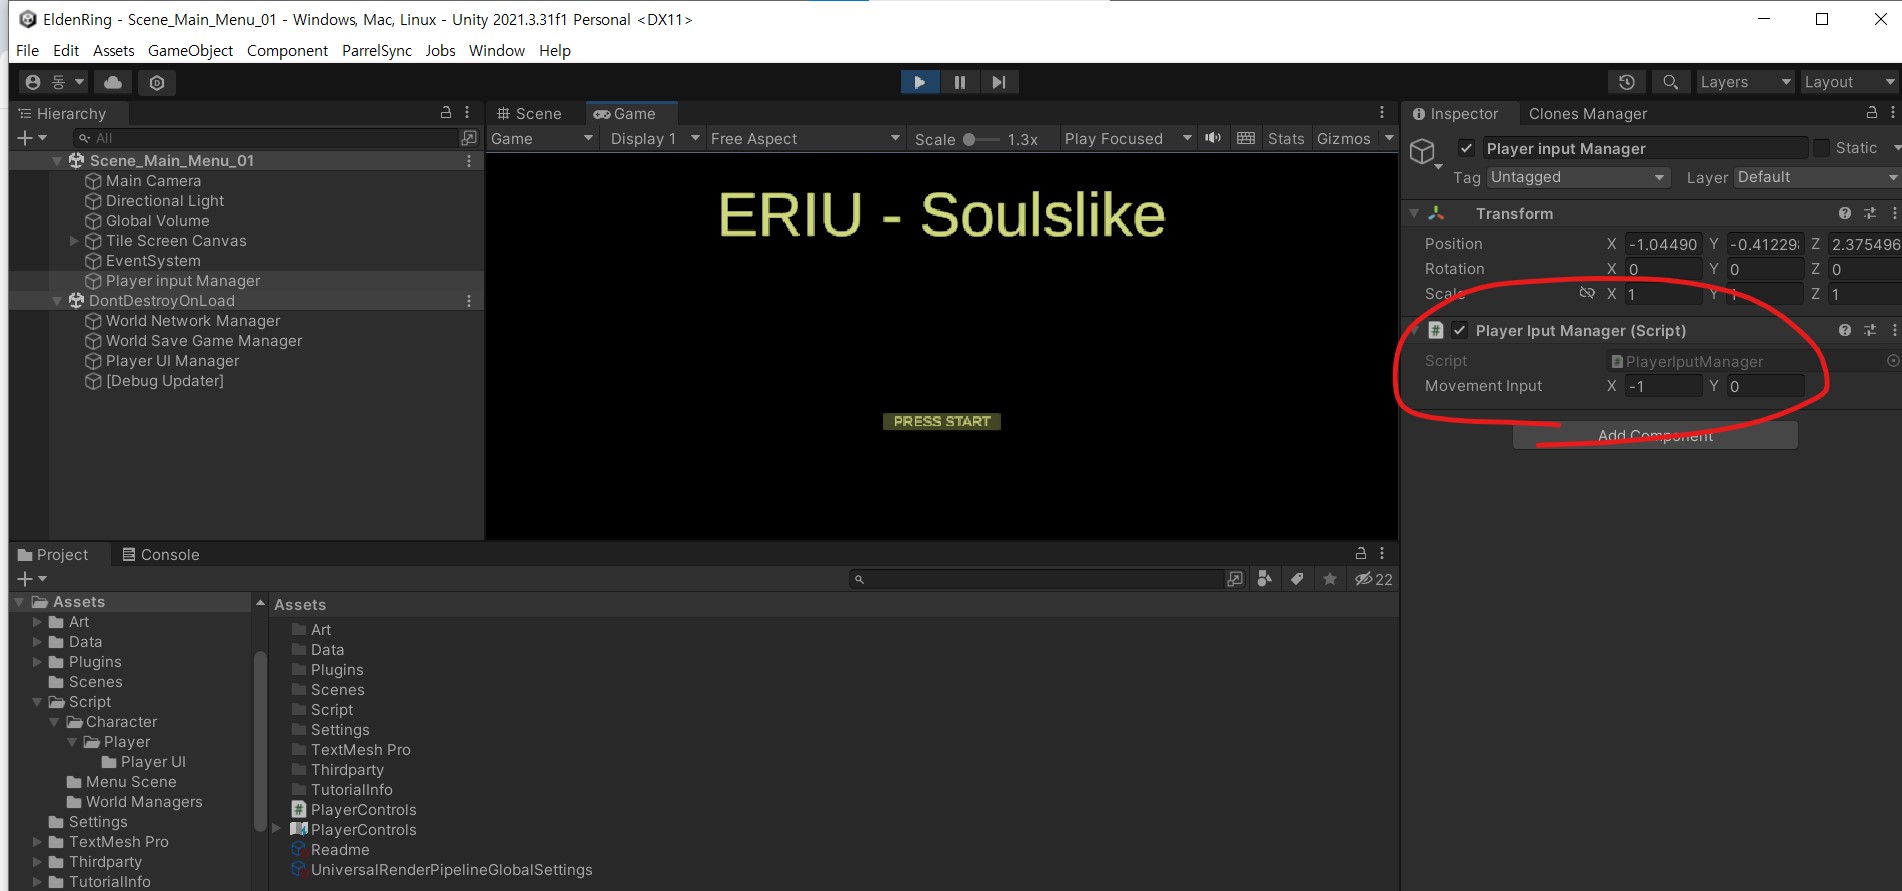 EldenRing - Scene_Main_Menu_01 - Windows, Mac, Linux - Unity 2021.3.31f1 Personal <DX11>
File Edit Assets GameObject Component ParrelSync Jobs Window Help
동 Layers Layout
Hierarchy
All
Scene_Main_Menu_01
Main Camera
Directional Light
Global Volume
Tile Screen Canvas
EventSystem
Player input Manager
DontDestroyOnLoad
World Network Manager
World Save Game Manager
Player UI Manager
[Debug Updater]
Scene Game
Game Display 1 Free Aspect Scale 1.3x Play Focused Stats Gizmos
ERIU - Soulslike
PRESS START
Inspector Clones Manager
Player input Manager Static
Tag Untagged Layer Default
Transform
Position X -1.04490 Y -0.412298 Z 2.375496
Rotation X 0 Y 0 Z 0
Scale X 1 Y 1 Z 1
Player Iput Manager (Script)
Script PlayerIputManager
Movement Input X -1 Y 0
Add Component
Project Console
22
Assets
Art
Data
Plugins
Scenes
Script
Character
Player
Player UI
Menu Scene
World Managers
Settings
TextMesh Pro
Thirdparty
TutorialInfo
Assets
Art
Data
Plugins
Scenes
Script
Settings
TextMesh Pro
Thirdparty
TutorialInfo
PlayerControls
PlayerControls
Readme
UniversalRenderPipelineGlobalSettings